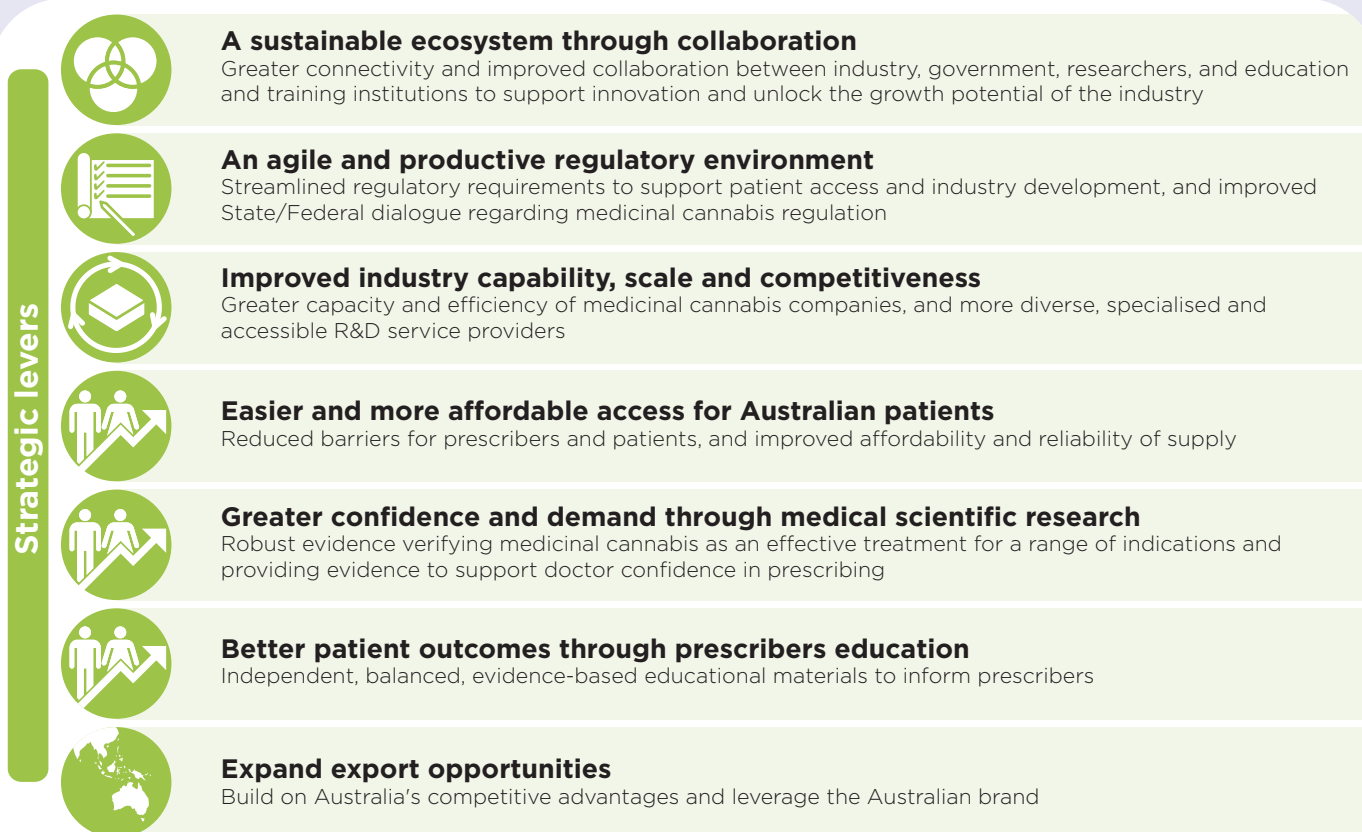 Strategic levers
A sustainable ecosystem through collaboration
Greater connectivity and improved collaboration between industry, government, researchers, and education
and training institutions to support innovation and unlock the growth potential of the industry
An agile and productive regulatory environment
Streamlined regulatory requirements to support patient access and industry development, and improved
State/Federal dialogue regarding medicinal cannabis regulation
Improved industry capability, scale and competitiveness
Greater capacity and efficiency of medicinal cannabis companies, and more diverse, specialised and
accessible R&D service providers
Easier and more affordable access for Australian patients
Reduced barriers for prescribers and patients, and improved affordability and reliability of supply
Greater confidence and demand through medical scientific research
Robust evidence verifying medicinal cannabis as an effective treatment for a range of indications and
providing evidence to support doctor confidence in prescribing
Better patient outcomes through prescribers education
Independent, balanced, evidence-based educational materials to inform prescribers
Expand export opportunities
Build on Australia's competitive advantages and leverage the Australian brand